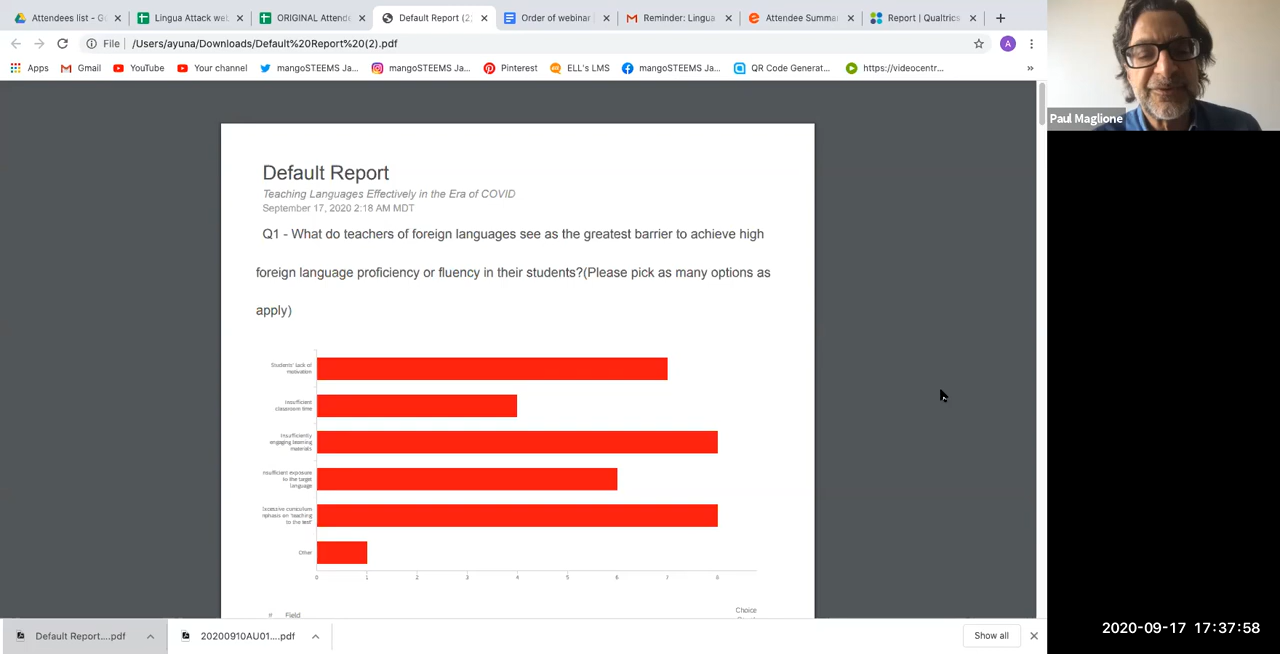 Attendees list - Go
Lingua Attack wel
ORIGINAL Attende
Default Report (2)
Order of webinar
Reminder: Lingua
Attendee Summa
Report | Qualtrics
File | /Users/ayuna/Downloads/Default%20Report%20(2).pdf
A
Apps Gmail YouTube Your channel mangoSTEEMS Ja... mangoSTEEMS Ja... Pinterest ELL's LMS mangoSTEEMS Ja... QR Code Generat... https://videocentr... »
Paul Maglione
Default Report
Teaching Languages Effectively in the Era of COVID
September 17, 2020 2:18 AM MDT
Q1 - What do teachers of foreign languages see as the greatest barrier to achieve high
foreign language proficiency or fluency in their students?(Please pick as many options as
apply)
Students' lack of
motivation
Insufficient
classroom time
Insufficiently
engaging learning
materials
nsufficient exposure
to the target
language
Excessive curriculum
mphasis on 'teaching
to the test'
Other
0 1 2 3 4 5 6 7 8
# Field
Choice
Default Report....pdf
20200910AU01....pdf
Show all
2020-09-17 17:37:58